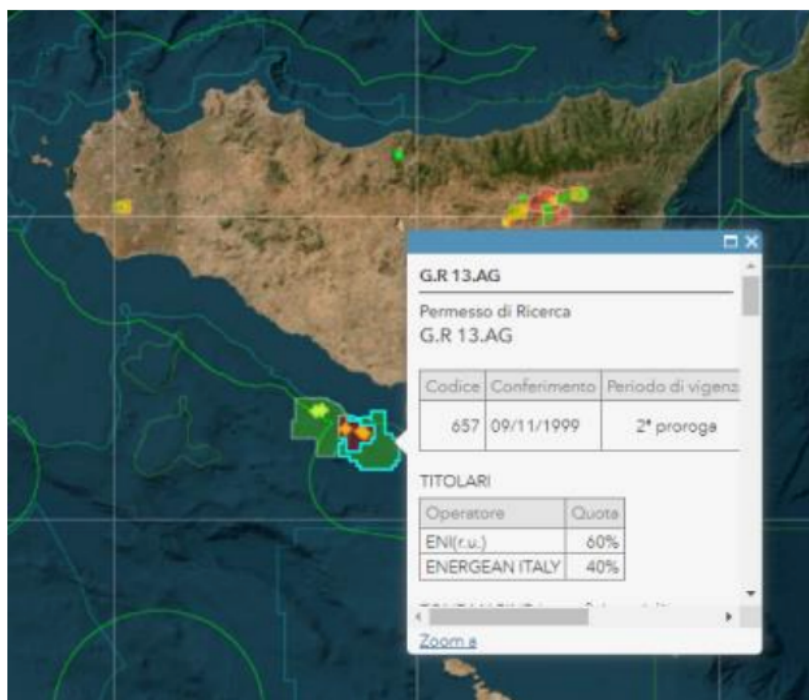 G.R 13.AG
Permesso di Ricerca
G.R 13.AG
Codice Conferimento Periodo di vigenz
657 09/11/1999 2ª proroga
TITOLARI
Operatore Quota
ENI(r.u.) 60%
ENERGEAN ITALY 40%
Zoom a